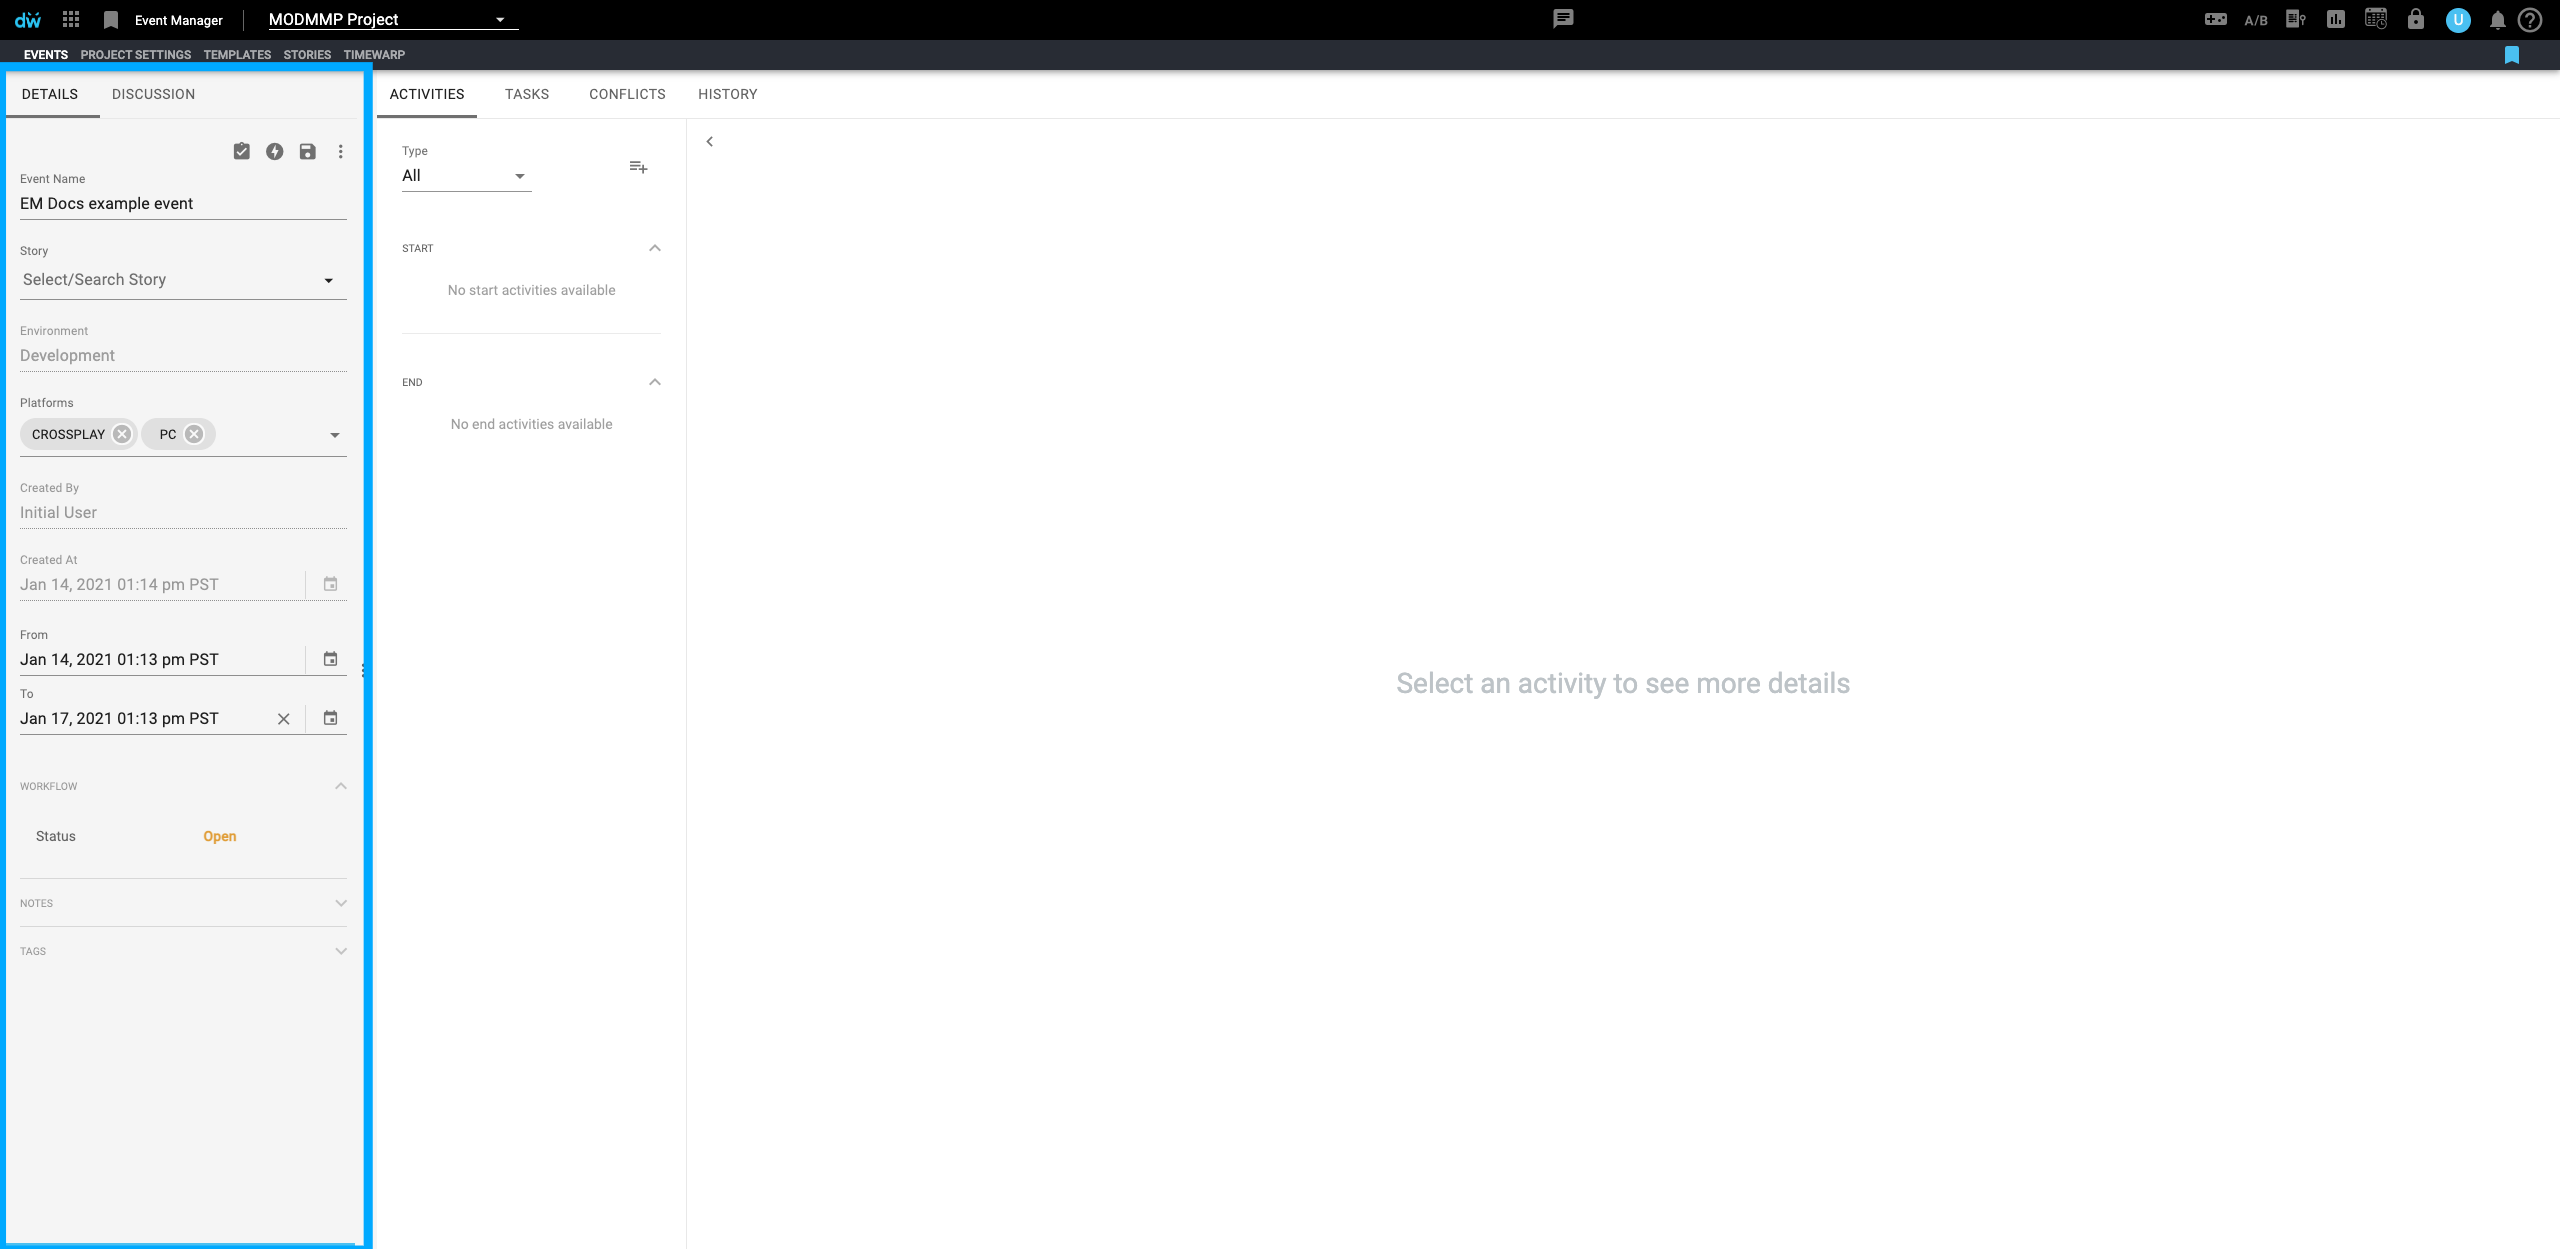 dw Event Manager MODMMP Project A/B U
EVENTS PROJECT SETTINGS TEMPLATES STORIES TIMEWARP
DETAILS DISCUSSION
Event Name
EM Docs example event
Story
Select/Search Story
Environment
Development
Platforms
CROSSPLAY PC
Created By
Initial User
Created At
Jan 14, 2021 01:14 pm PST
From
Jan 14, 2021 01:13 pm PST
To
Jan 17, 2021 01:13 pm PST
WORKFLOW
Status Open
NOTES
TAGS
ACTIVITIES TASKS CONFLICTS HISTORY
Type
All
START
No start activities available
END
No end activities available
Select an activity to see more details